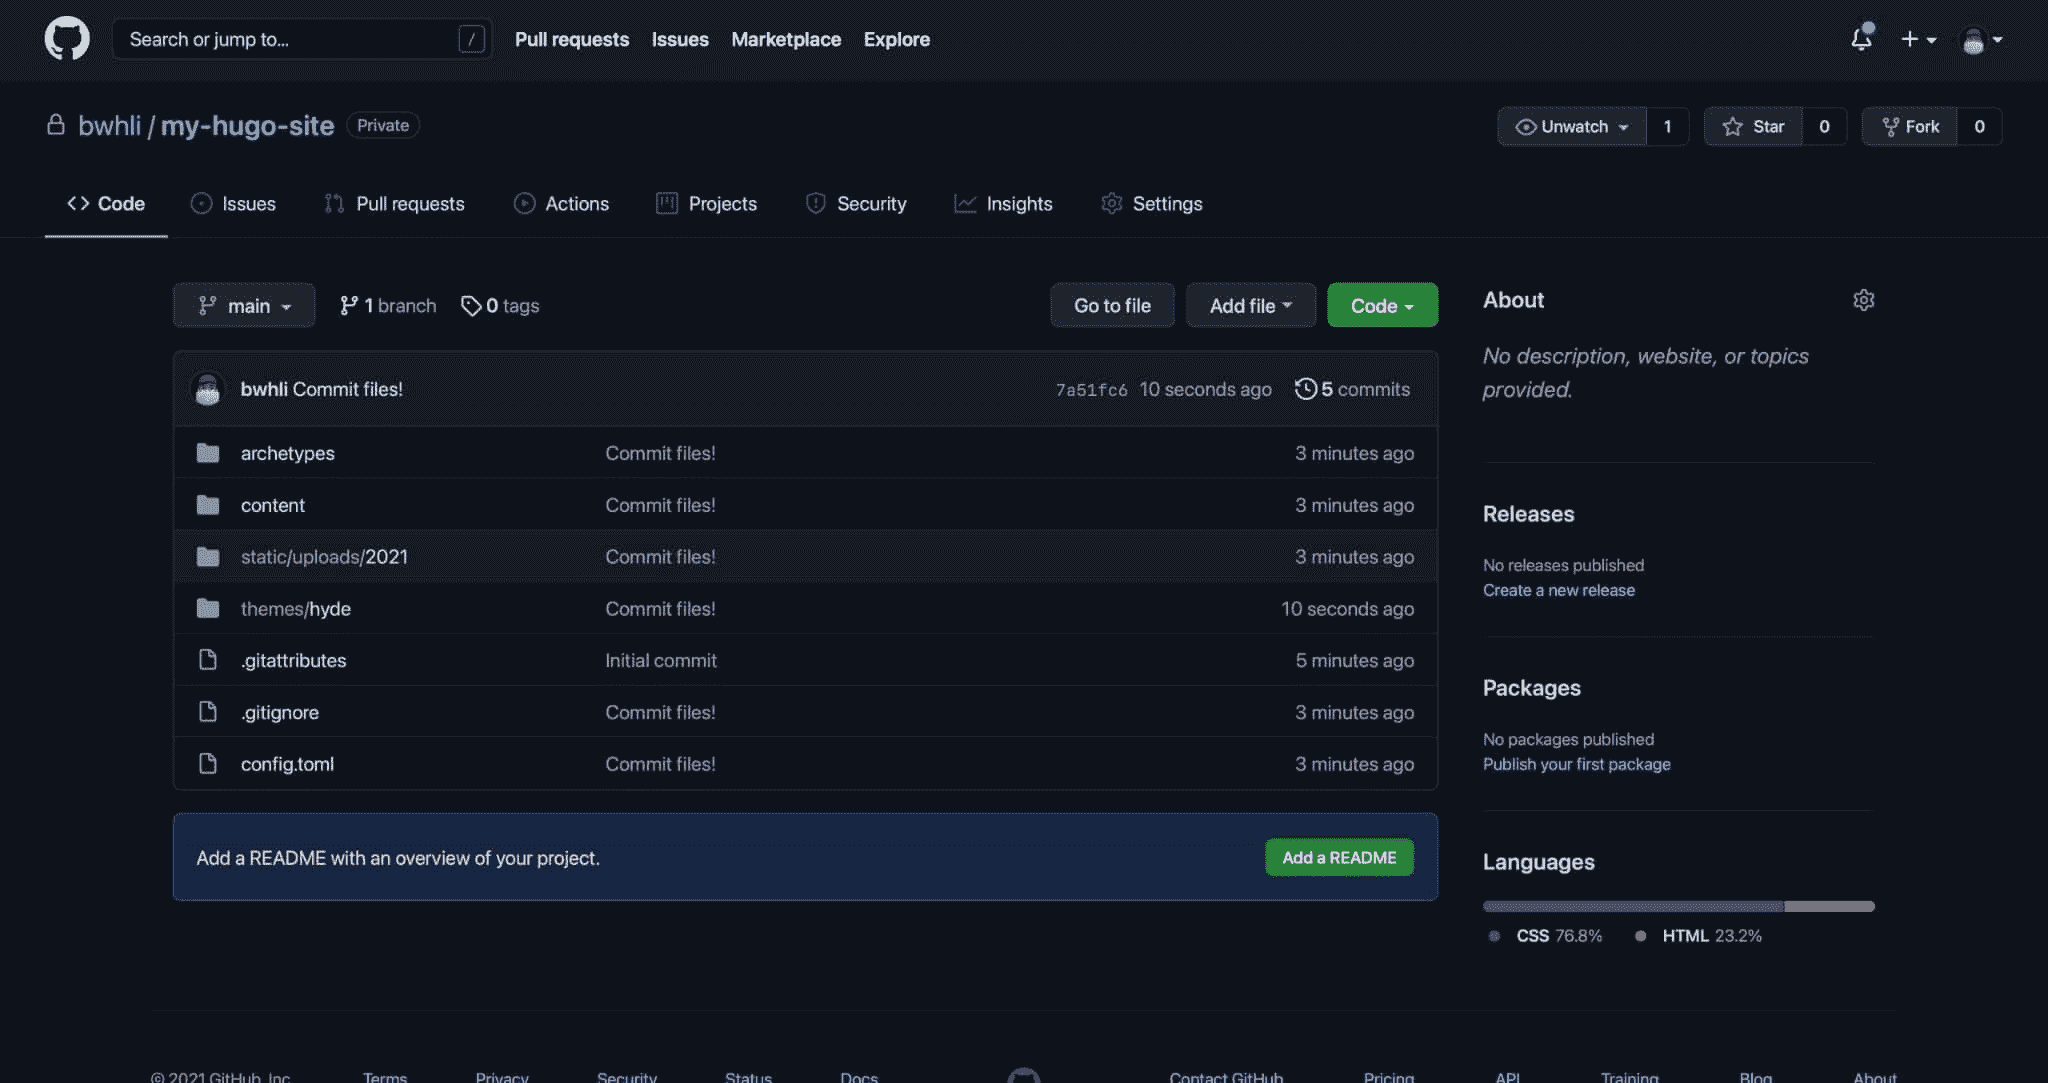 Search or jump to... / Pull requests Issues Marketplace Explore
bwhli / my-hugo-site Private Unwatch 1 Star 0 Fork 0
Code Issues Pull requests Actions Projects Security Insights Settings
main 1 branch 0 tags Go to file Add file Code
bwhli Commit files! 7a51fc6 10 seconds ago 5 commits
archetypes Commit files! 3 minutes ago
content Commit files! 3 minutes ago
static/uploads/2021 Commit files! 3 minutes ago
themes/hyde Commit files! 10 seconds ago
.gitattributes Initial commit 5 minutes ago
.gitignore Commit files! 3 minutes ago
config.toml Commit files! 3 minutes ago
Add a README with an overview of your project. Add a README
About
No description, website, or topics
provided.
Releases
No releases published
Create a new release
Packages
No packages published
Publish your first package
Languages
CSS 76.8% HTML 23.2%
© 2021 GitHub, Inc. Terms Privacy Security Status Docs Contact GitHub Pricing API Training Blog About